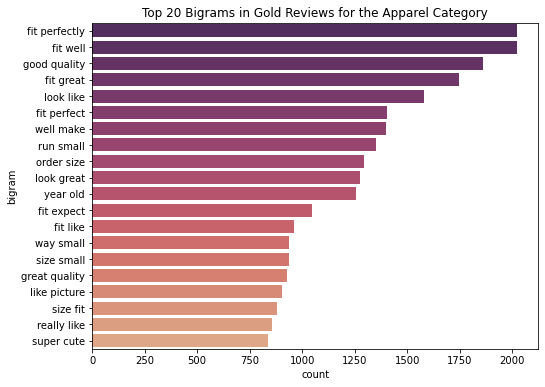 Top 20 Bigrams in Gold Reviews for the Apparel Category
bigram
fit perfectly
fit well
good quality
fit great
look like
fit perfect
well make
run small
order size
look great
year old
fit expect
fit like
way small
size small
great quality
like picture
size fit
really like
super cute
0 250 500 750 1000 1250 1500 1750 2000
count